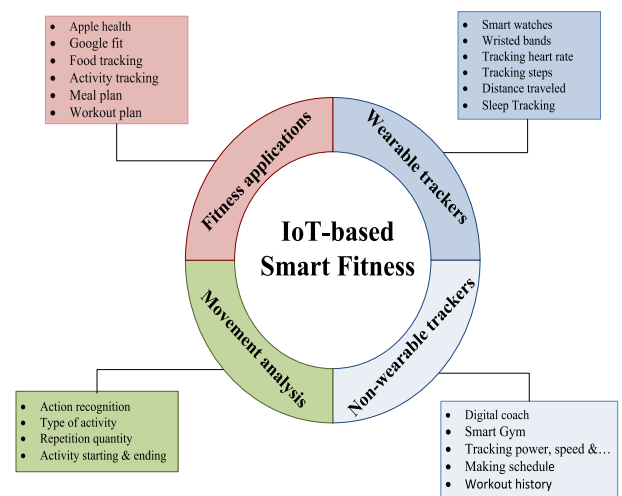 • Apple health
• Google fit
• Food tracking
• Activity tracking
• Meal plan
• Workout plan
• Smart watches
• Wristed bands
• Tracking heart rate
• Tracking steps
• Distance traveled
• Sleep Tracking
Fitness applications
Wearable trackers
IoT-based
Smart Fitness
Movement analysis
Non-wearable trackers
• Action recognition
• Type of activity
• Repetition quantity
• Activity starting & ending
• Digital coach
• Smart Gym
• Tracking power, speed &…
• Making schedule
• Workout history